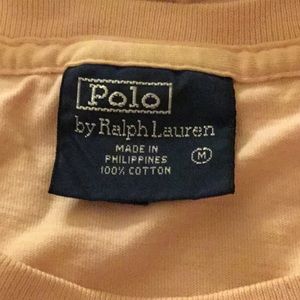 Polo
by Ralph Lauren
MADE IN
PHILIPPINES
100% COTTON
M